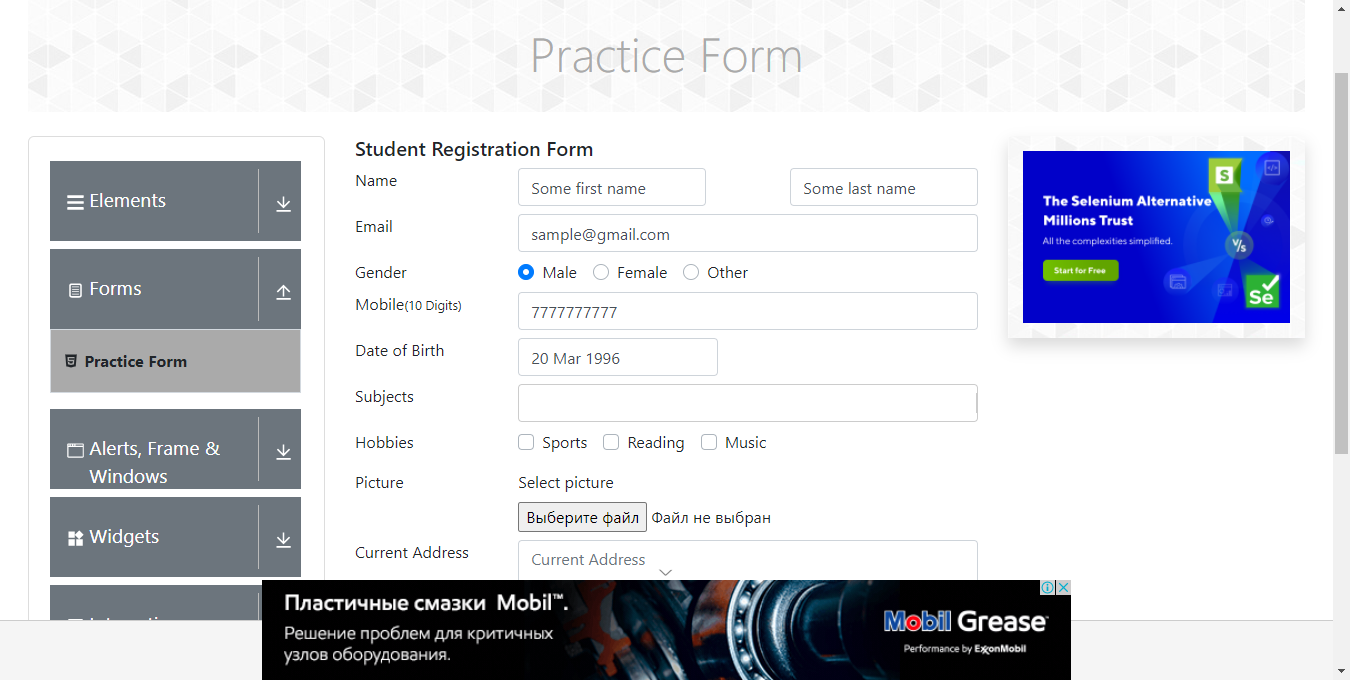 Practice Form
Elements
Forms
Practice Form
Alerts, Frame &
Windows
Widgets
Student Registration Form
Name
Some first name
Some last name
Email
sample@gmail.com
Gender
Male
Female
Other
Mobile(10 Digits)
7777777777
Date of Birth
20 Mar 1996
Subjects
Hobbies
Sports
Reading
Music
Picture
Select picture
Выберите файл
Файл не выбран
Current Address
Current Address
The Selenium Alternative
Millions Trust
All the complexities simplified.
Start for Free
S
V/s
Se
Пластичные смазки Mobil™.
Решение проблем для критичных
узлов оборудования.
Mobil Grease
Performance by ExxonMobil